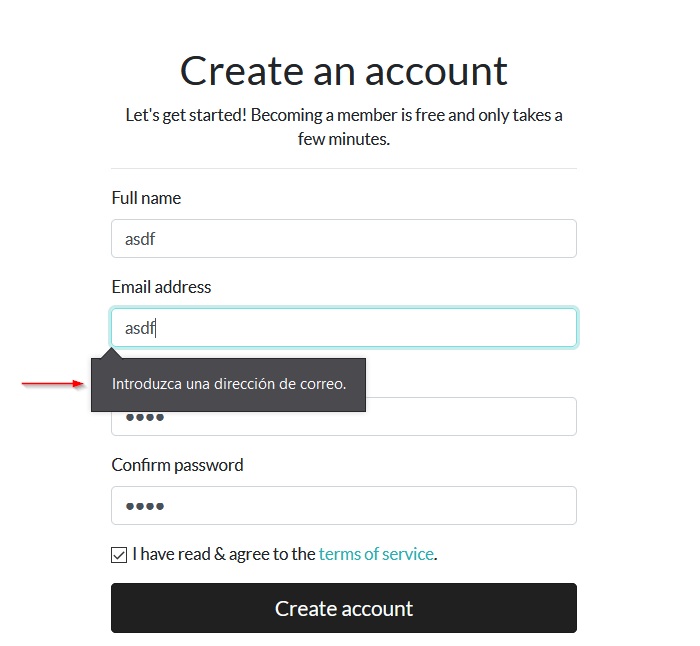 Create an account
Let's get started! Becoming a member is free and only takes a
few minutes.
Full name
asdf
Email address
asdf
Introduzca una dirección de correo.
••••
Confirm password
••••
I have read & agree to the terms of service.
Create account